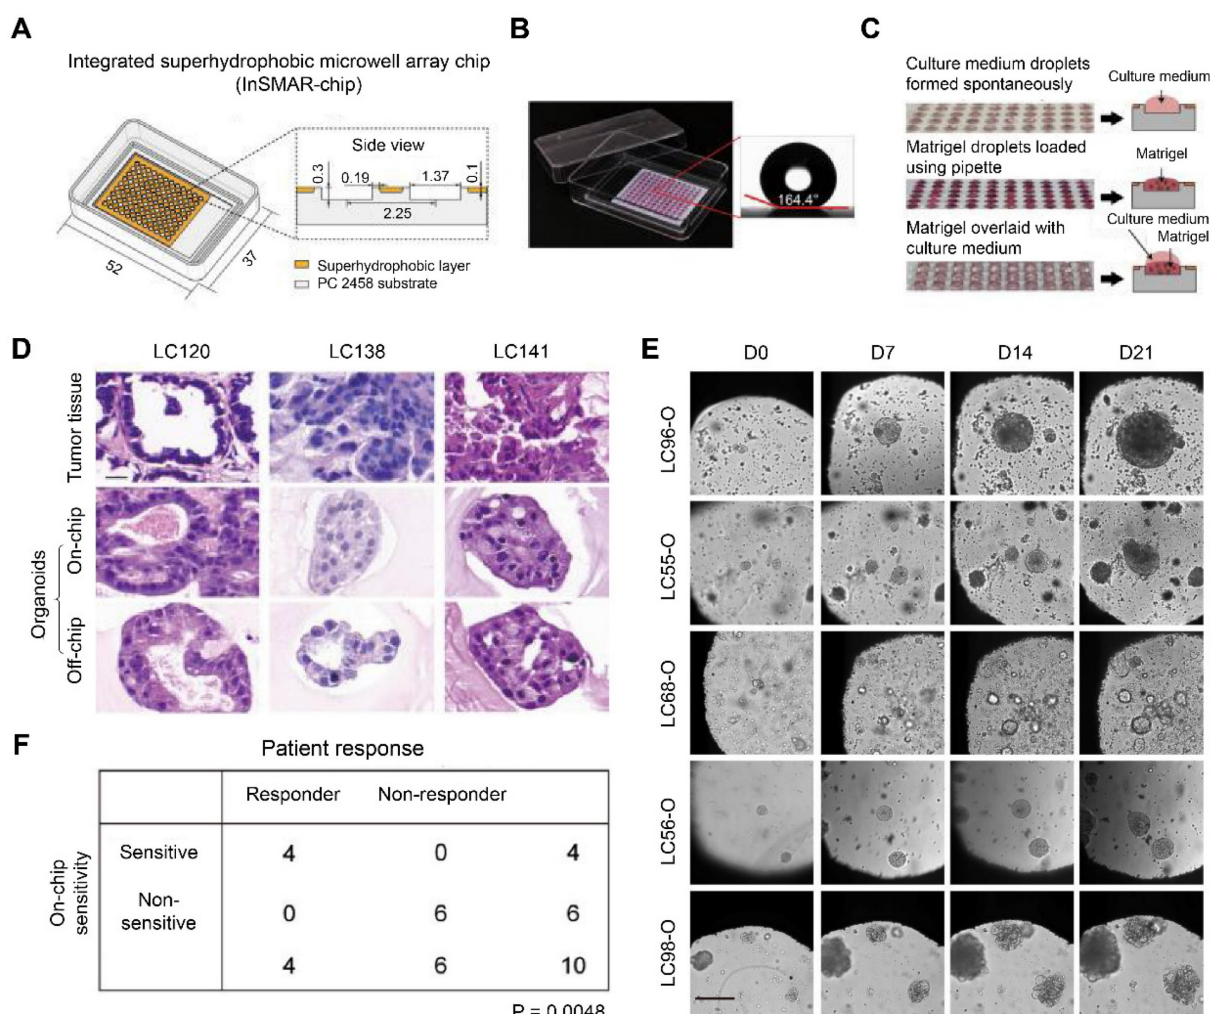 A
Integrated superhydrophobic microwell array chip
(InSMAR-chip)
Side view
0.3
0.19
1.37
0.1
2.25
52
37
Superhydrophobic layer
PC 2458 substrate
B
164.4°
C
Culture medium droplets
formed spontaneously
Culture medium
Matrigel droplets loaded
using pipette
Matrigel
Matrigel overlaid with
culture medium
Culture medium
Matrigel
D
LC120
LC138
LC141
Tumor tissue
Organoids
On-chip
Off-chip
E
D0
D7
D14
D21
LC96-O
LC55-O
LC68-O
LC56-O
LC98-O
F
Patient response
On-chip
sensitivity
Responder
Non-responder
Sensitive
4
0
4
Non-
sensitive
0
6
6
4
6
10
P = 0.0048